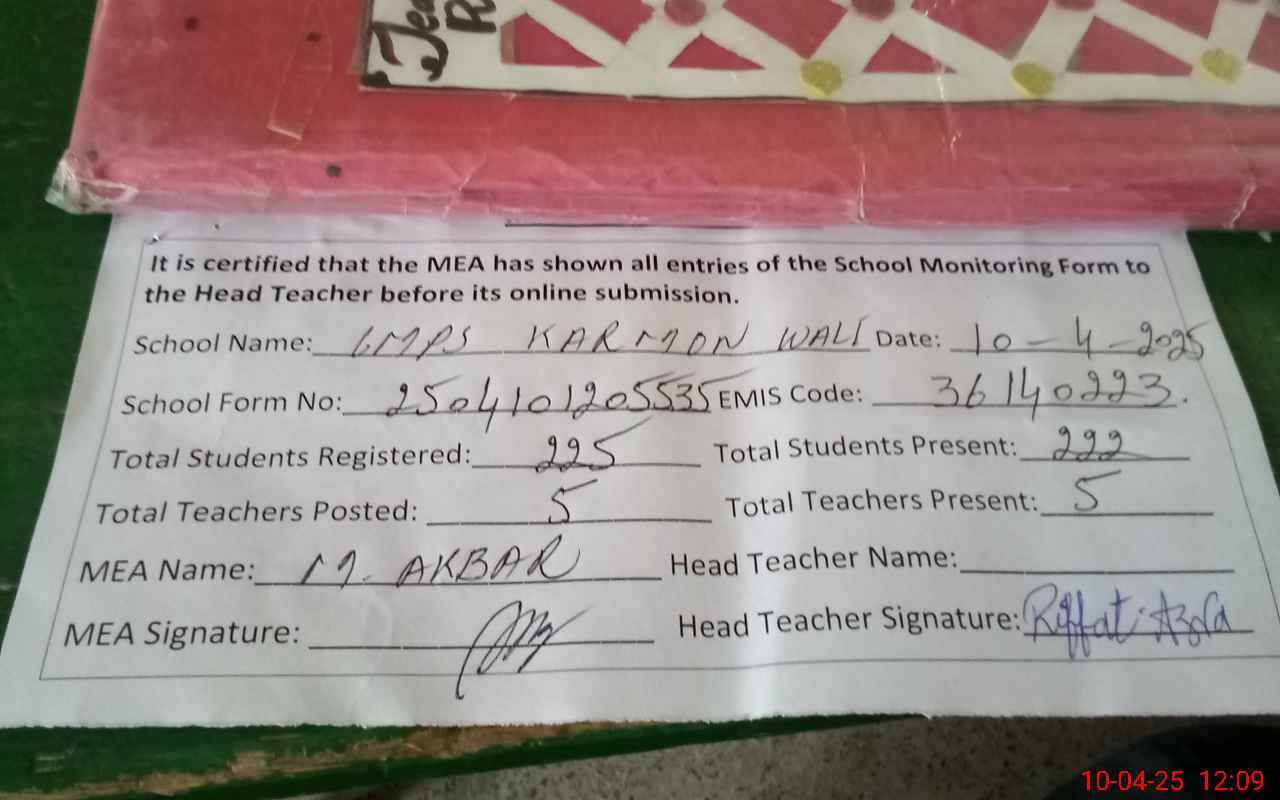 It is certified that the MEA has shown all entries of the School Monitoring Form to
the Head Teacher before its online submission.
School Name: GMPS KARMON WALI Date: 10-4-2025
School Form No: 2504101205535 EMIS Code: 36140223.
Total Students Registered: 225 Total Students Present: 222
Total Teachers Posted: 5 Total Teachers Present: 5
MEA Name: M. AKBAR Head Teacher Name:
MEA Signature: Head Teacher Signature: Riffat
10-04-25 12:09